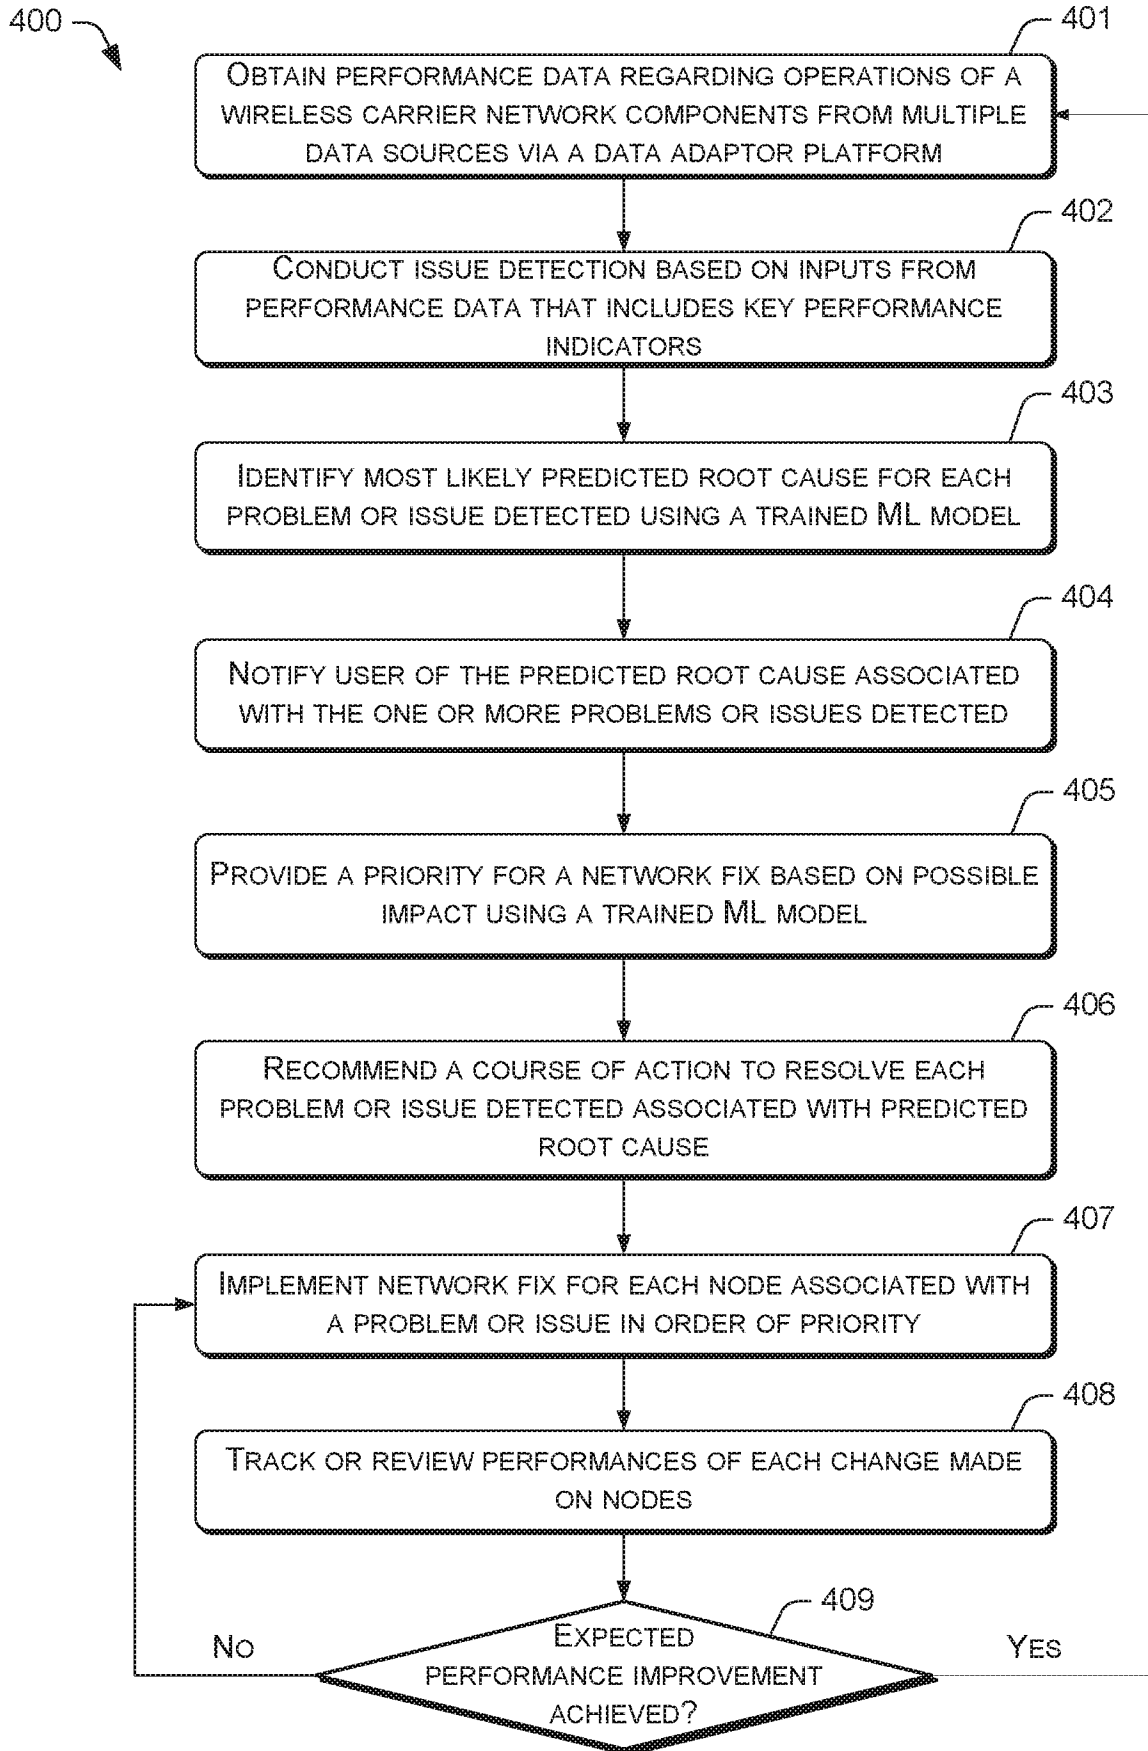 400
401
OBTAIN PERFORMANCE DATA REGARDING OPERATIONS OF A
WIRELESS CARRIER NETWORK COMPONENTS FROM MULTIPLE
DATA SOURCES VIA A DATA ADAPTOR PLATFORM
402
CONDUCT ISSUE DETECTION BASED ON INPUTS FROM
PERFORMANCE DATA THAT INCLUDES KEY PERFORMANCE
INDICATORS
403
IDENTIFY MOST LIKELY PREDICTED ROOT CAUSE FOR EACH
PROBLEM OR ISSUE DETECTED USING A TRAINED ML MODEL
404
NOTIFY USER OF THE PREDICTED ROOT CAUSE ASSOCIATED
WITH THE ONE OR MORE PROBLEMS OR ISSUES DETECTED
405
PROVIDE A PRIORITY FOR A NETWORK FIX BASED ON POSSIBLE
IMPACT USING A TRAINED ML MODEL
406
RECOMMEND A COURSE OF ACTION TO RESOLVE EACH
PROBLEM OR ISSUE DETECTED ASSOCIATED WITH PREDICTED
ROOT CAUSE
407
IMPLEMENT NETWORK FIX FOR EACH NODE ASSOCIATED WITH
A PROBLEM OR ISSUE IN ORDER OF PRIORITY
408
TRACK OR REVIEW PERFORMANCES OF EACH CHANGE MADE
ON NODES
409
NO
EXPECTED
PERFORMANCE IMPROVEMENT
ACHIEVED?
YES